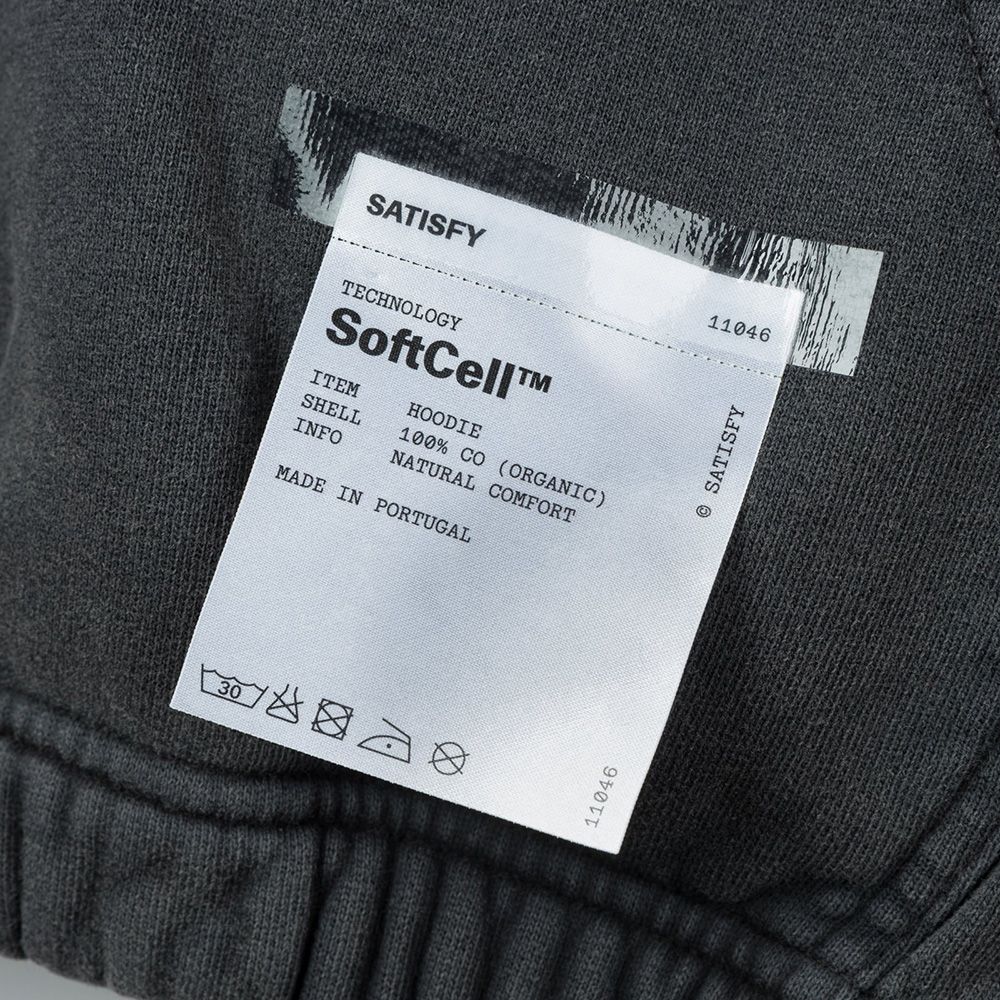 SATISFY
11046
TECHNOLOGY
SoftCell™
ITEM HOODIE
SHELL 100% CO (ORGANIC)
INFO NATURAL COMFORT
MADE IN PORTUGAL
© SATISFY
30
11046